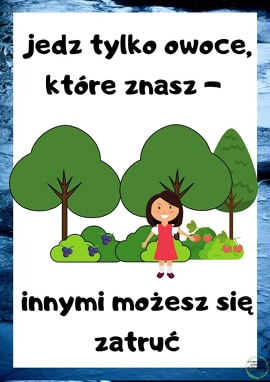 jedz tylko owoce,
które znasz –
innymi możesz się
zatruć